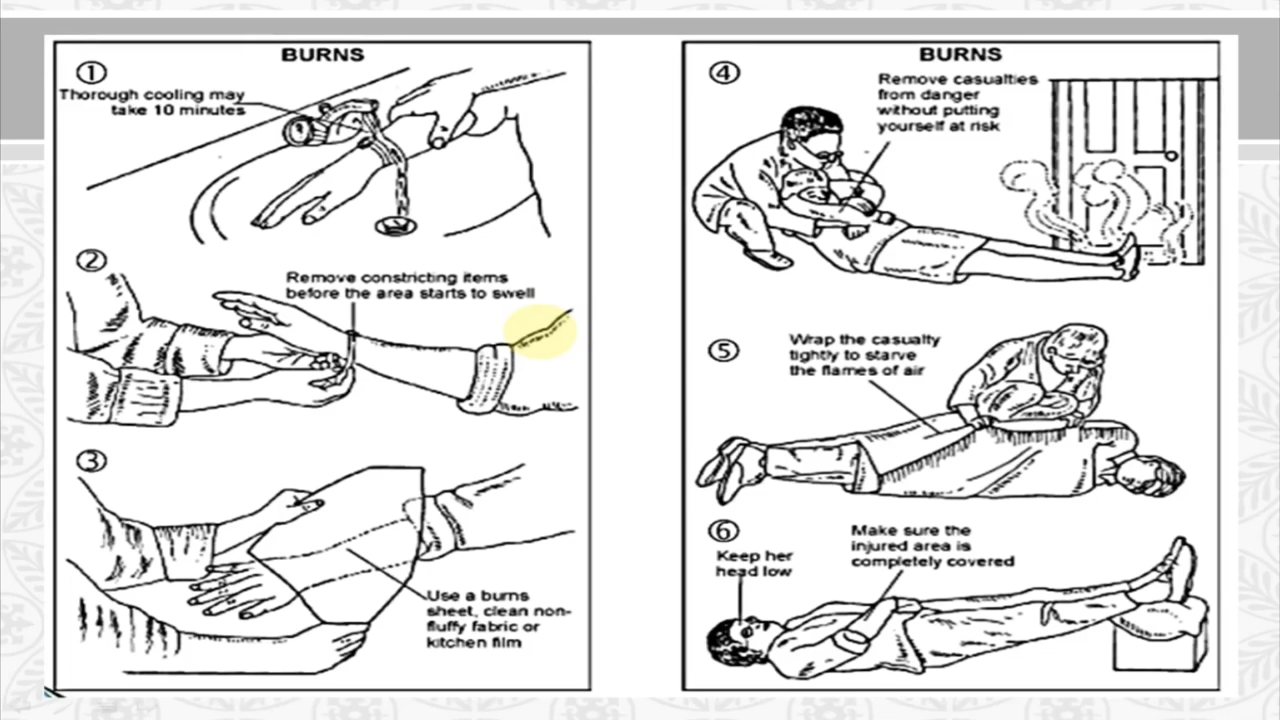 BURNS
①
Thorough cooling may
take 10 minutes
②
Remove constricting items
before the area starts to swell
③
Use a burns
sheet, clean non-
fluffy fabric or
kitchen film
BURNS
④
Remove casualties
from danger
without putting
yourself at risk
⑤
Wrap the casualty
tightly to starve
the flames of air
⑥
Keep her
head low
Make sure the
injured area is
completely covered